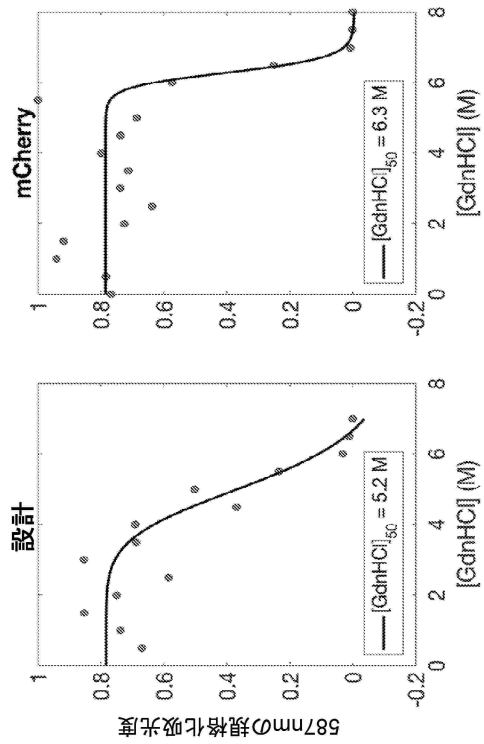 設計
587nmの規格化吸光度
1
0.8
0.6
0.4
0.2
0
-0.2
[GdnHCl]50 = 5.2 M
0 2 4 6 8
[GdnHCl] (M)
mCherry
1
0.8
0.6
0.4
0.2
0
-0.2
[GdnHCl]50 = 6.3 M
0 2 4 6 8
[GdnHCl] (M)